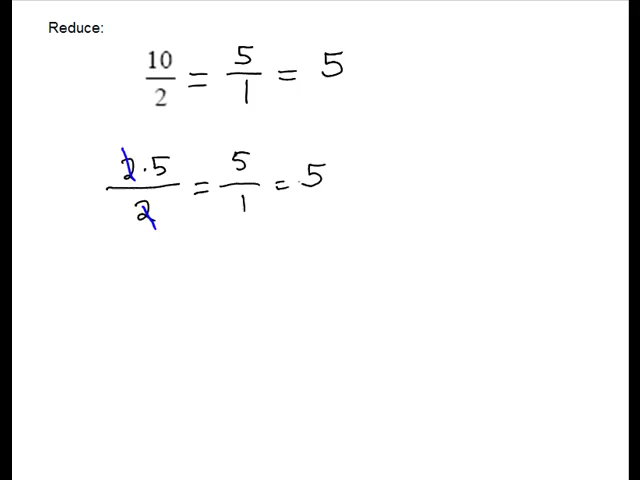 Reduce:
10/2 = 5/1 = 5
2·5/2 = 5/1 = 5